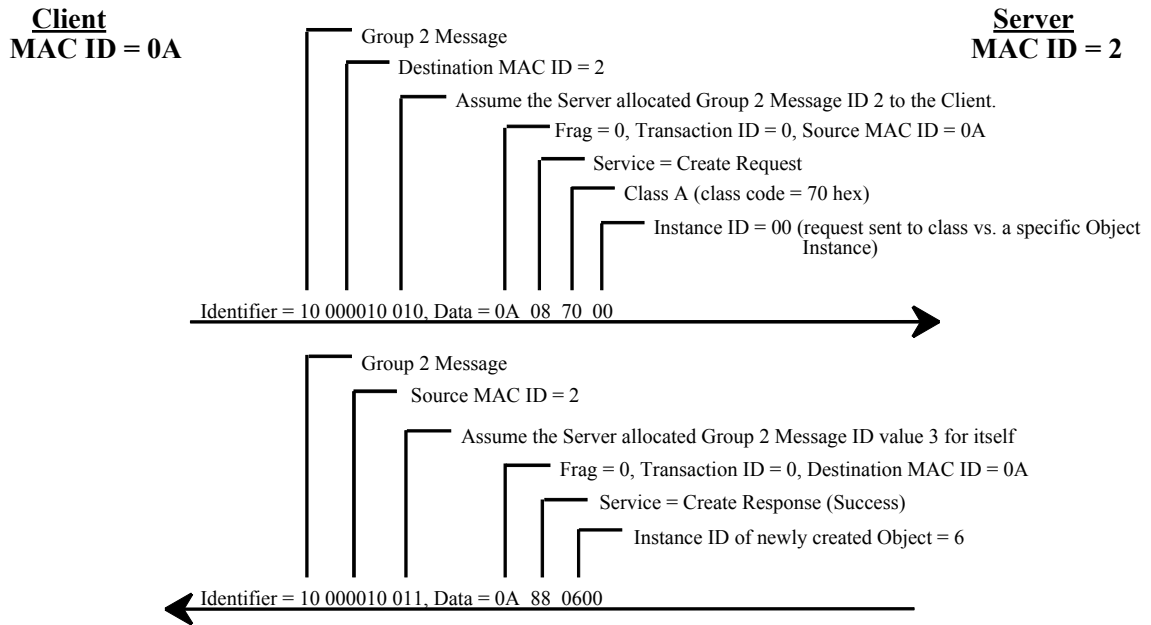 Client
MAC ID = 0A
Server
MAC ID = 2
Group 2 Message
Destination MAC ID = 2
Assume the Server allocated Group 2 Message ID 2 to the Client.
Frag = 0, Transaction ID = 0, Source MAC ID = 0A
Service = Create Request
Class A (class code = 70 hex)
Instance ID = 00 (request sent to class vs. a specific Object
Instance)
Identifier = 10 000010 010, Data = 0A 08 70 00
Group 2 Message
Source MAC ID = 2
Assume the Server allocated Group 2 Message ID value 3 for itself
Frag = 0, Transaction ID = 0, Destination MAC ID = 0A
Service = Create Response (Success)
Instance ID of newly created Object = 6
Identifier = 10 000010 011, Data = 0A 88 0600